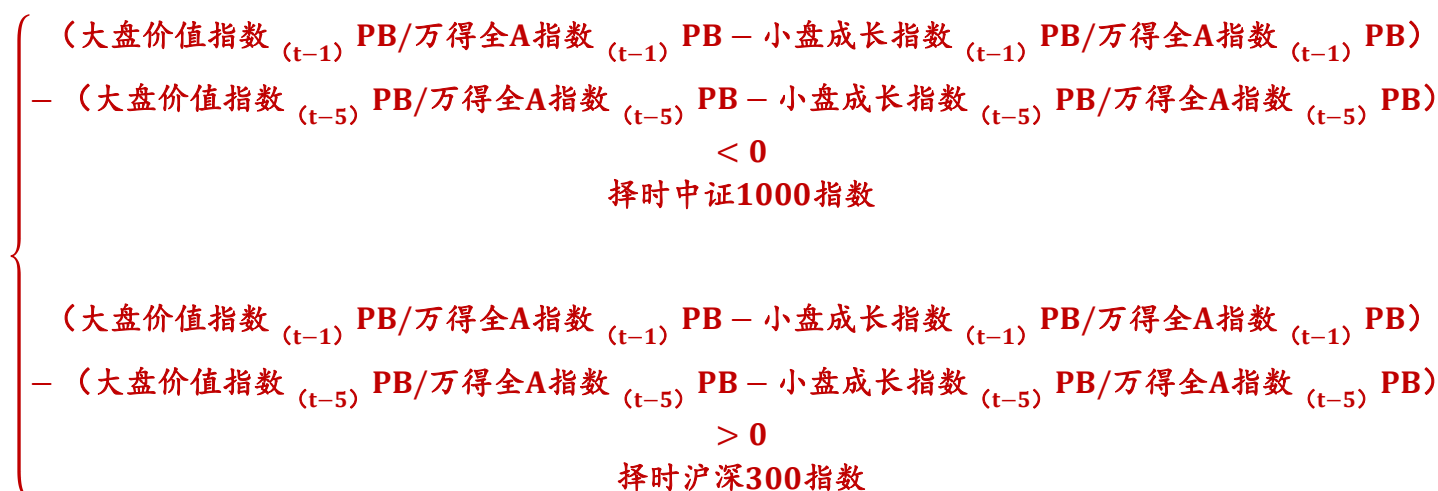 （大盘价值指数（t−1）PB/万得全A指数（t−1）PB − 小盘成长指数（t−1）PB/万得全A指数（t−1）PB）
− （大盘价值指数（t−5）PB/万得全A指数（t−5）PB − 小盘成长指数（t−5）PB/万得全A指数（t−5）PB）
< 0
择时中证1000指数
（大盘价值指数（t−1）PB/万得全A指数（t−1）PB − 小盘成长指数（t−1）PB/万得全A指数（t−1）PB）
− （大盘价值指数（t−5）PB/万得全A指数（t−5）PB − 小盘成长指数（t−5）PB/万得全A指数（t−5）PB）
> 0
择时沪深300指数